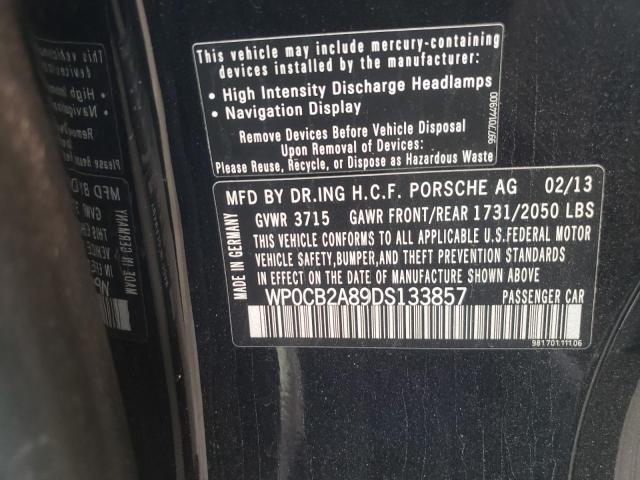 This vehicle may include mercury-containing
devices installed by the manufacturer:
• High Intensity Discharge Headlamps
• Navigation Display
Remove Devices Before Vehicle Disposal
Upon Removal of Devices:
Please Reuse, Recycle, or Dispose as Hazardous Waste
99770144900
MFD BY DR.ING H.C.F. PORSCHE AG 02/13
GVWR 3715 GAWR FRONT/REAR 1731/2050 LBS
THIS VEHICLE CONFORMS TO ALL APPLICABLE U.S.FEDERAL MOTOR
VEHICLE SAFETY,BUMPER,AND THEFT PREVENTION STANDARDS
IN EFFECT ON THE DATE OF MANUFACTURE SHOWN ABOVE.
WP0CB2A89DS133857 PASSENGER CAR
MADE IN GERMANY
981.701.111.06